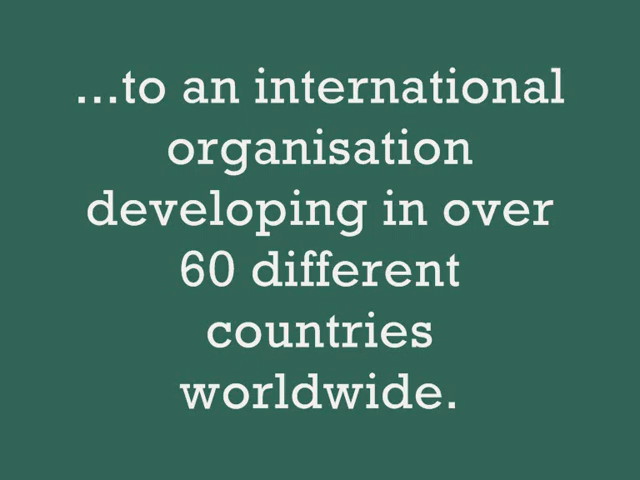 ...to an international
organisation
developing in over
60 different
countries
worldwide.